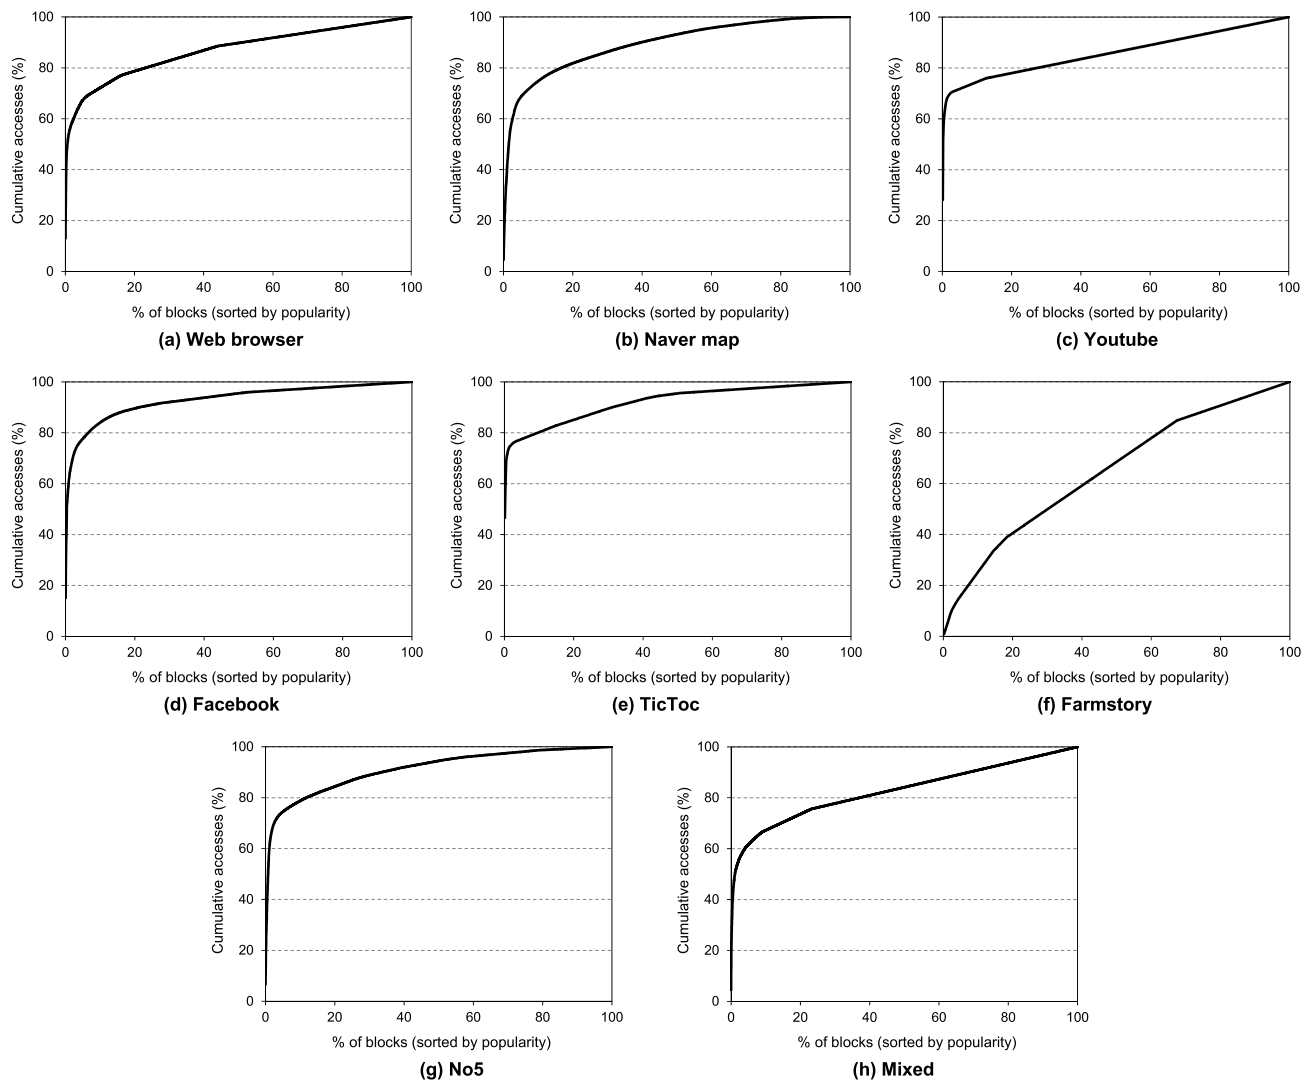 100
80
60
40
20
0
Cumulative accesses (%)
0 20 40 60 80 100
% of blocks (sorted by popularity)
(a) Web browser
100
80
60
40
20
0
Cumulative accesses (%)
0 20 40 60 80 100
% of blocks (sorted by popularity)
(b) Naver map
100
80
60
40
20
0
Cumulative accesses (%)
0 20 40 60 80 100
% of blocks (sorted by popularity)
(c) Youtube
100
80
60
40
20
0
Cumulative accesses (%)
0 20 40 60 80 100
% of blocks (sorted by popularity)
(d) Facebook
100
80
60
40
20
0
Cumulative accesses (%)
0 20 40 60 80 100
% of blocks (sorted by popularity)
(e) TicToc
100
80
60
40
20
0
Cumulative accesses (%)
0 20 40 60 80 100
% of blocks (sorted by popularity)
(f) Farmstory
100
80
60
40
20
0
Cumulative accesses (%)
0 20 40 60 80 100
% of blocks (sorted by popularity)
(g) No5
100
80
60
40
20
0
Cumulative accesses (%)
0 20 40 60 80 100
% of blocks (sorted by popularity)
(h) Mixed